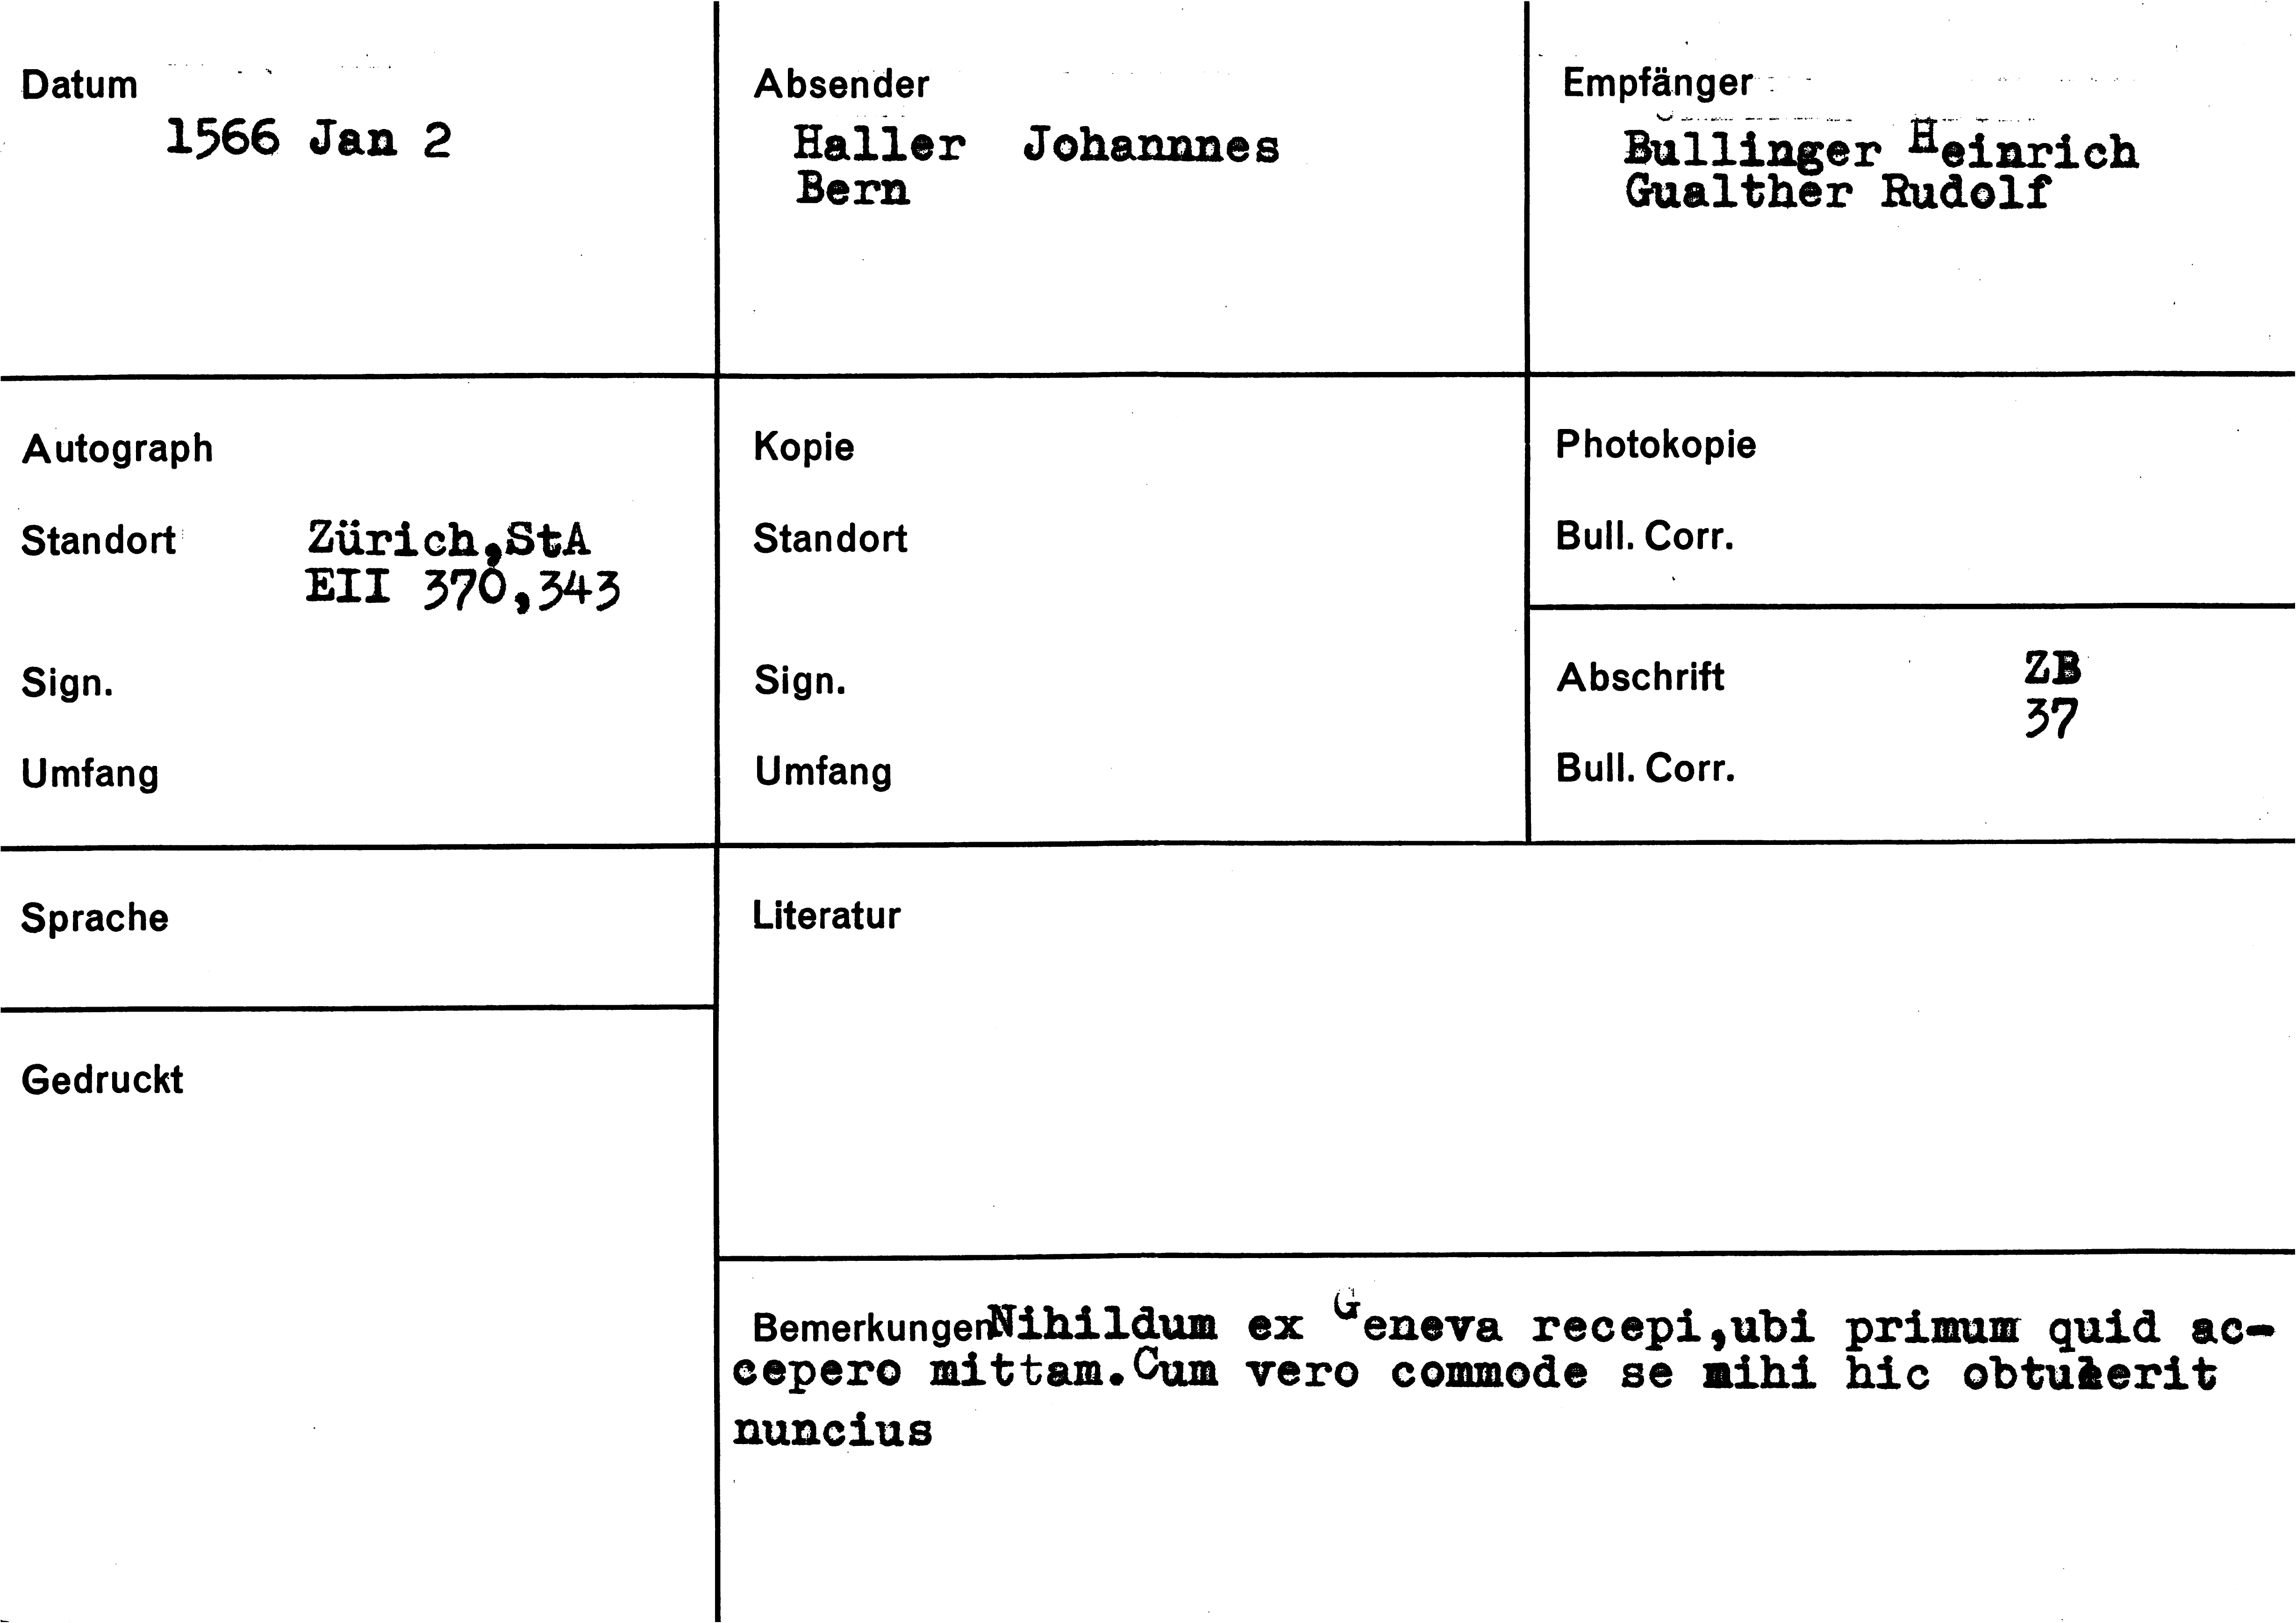 Datum
1566 Jan 2
Absender
Haller Johannnes
Bern
Empfänger
Bullinger Heinrich
Gualther Rudolf
Autograph
Standort Zürich,StA
EII 370,343
Sign.
Umfang
Kopie
Standort
Sign.
Umfang
Photokopie
Bull. Corr.
Abschrift ZB
37
Bull. Corr.
Sprache
Literatur
Gedruckt
Bemerkungen Nihildum ex Geneva recepi,ubi primum quid ac-
cepero mittam.Cum vero commode se mihi hic obtulerit
nuncius